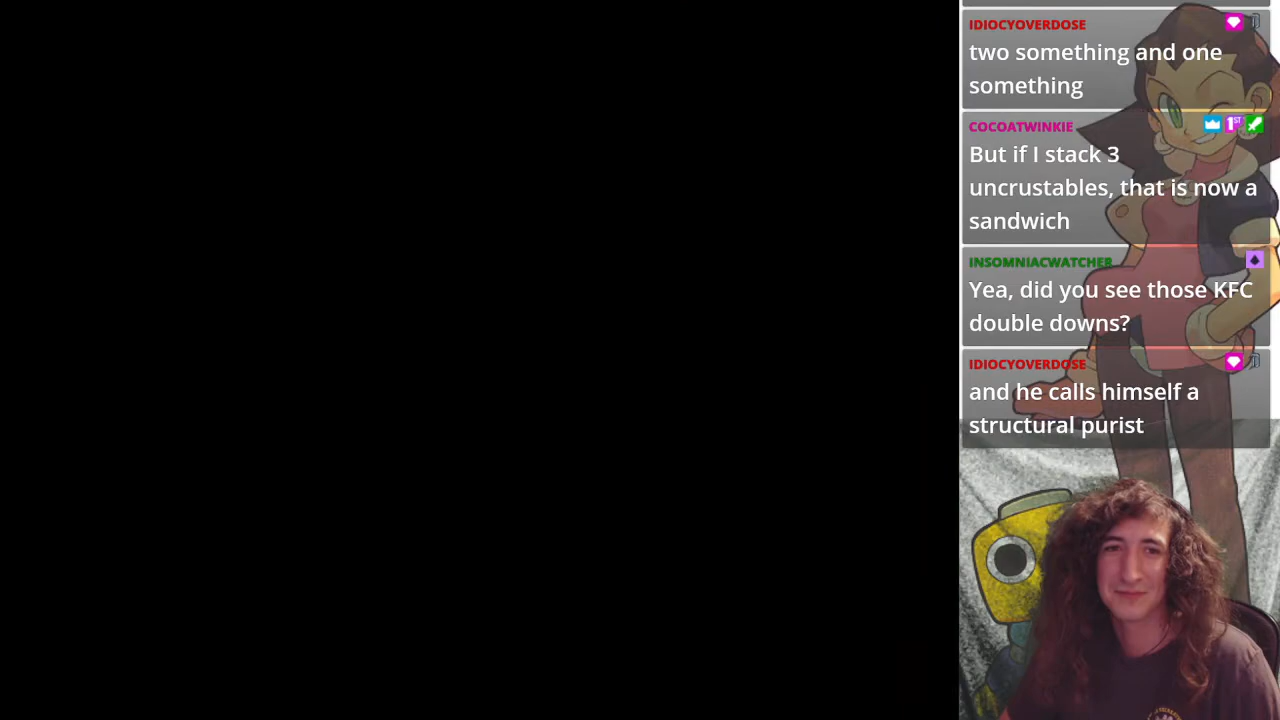 IDIOCYOVERDOSE
two something and one
something
COCOATWINKIE
1ST
But if I stack 3
uncrustables, that is now a
sandwich
INSOMNIACWATCHER
Yea, did you see those KFC
double downs?
IDIOCYOVERDOSE
and he calls himself a
structural purist